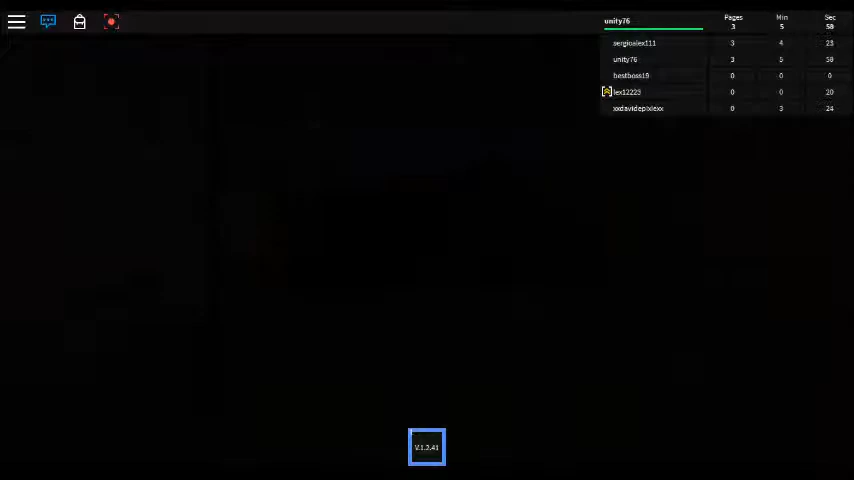 unity76 Pages Min Sec
3 5 58
sergioalex111 3 4 23
unity76 3 5 58
bestboss19 0 0 0
lex12223 0 0 20
xxdavidepixlexx 0 3 24
V.1.2.41